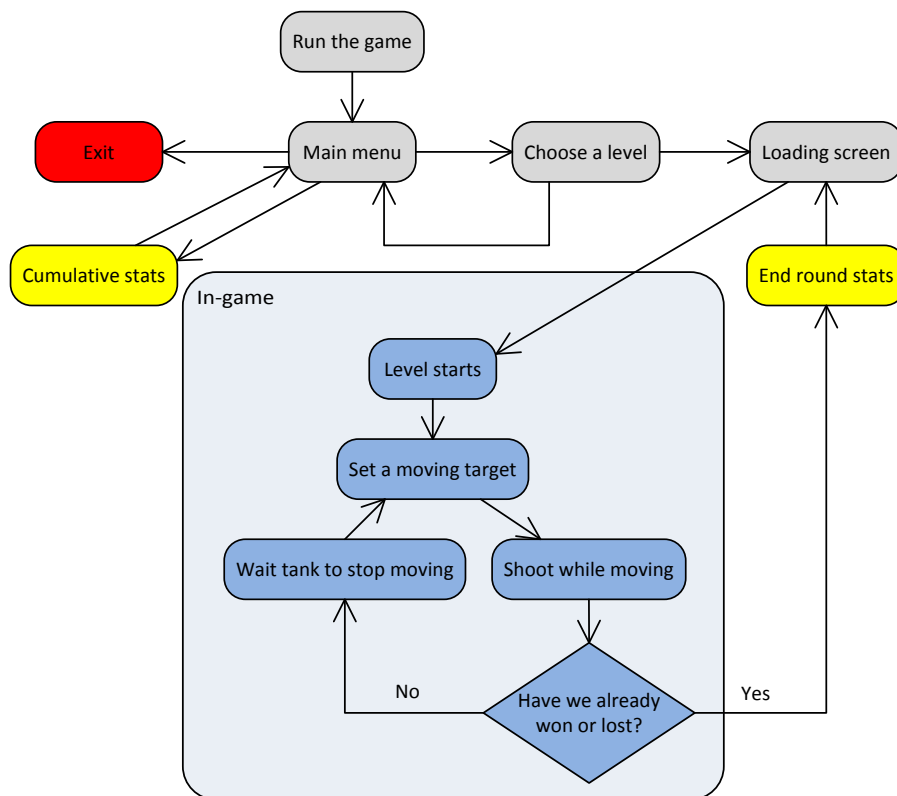 Run the game
Exit
Main menu
Choose a level
Loading screen
Cumulative stats
End round stats
In-game
Level starts
Set a moving target
Wait tank to stop moving
Shoot while moving
No
Have we already
won or lost?
Yes